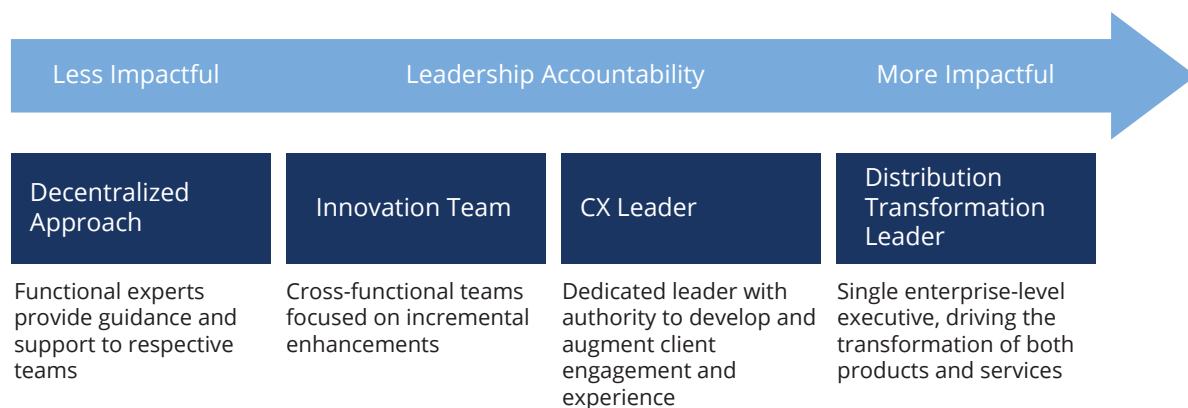 Less Impactful
Leadership Accountability
More Impactful
Decentralized
Approach
Functional experts
provide guidance and
support to respective
teams
Innovation Team
Cross-functional teams
focused on incremental
enhancements
CX Leader
Dedicated leader with
authority to develop and
augment client
engagement and
experience
Distribution
Transformation
Leader
Single enterprise-level
executive, driving the
transformation of both
products and services